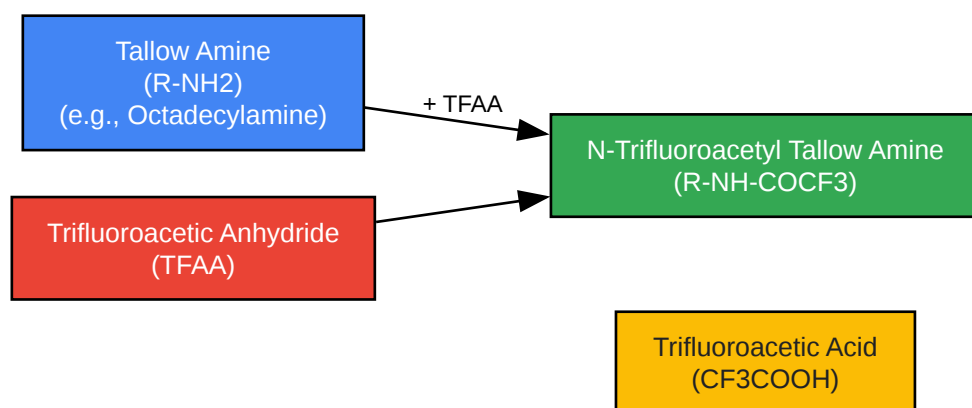 Tallow Amine
(R-NH2)
(e.g., Octadecylamine)
+ TFAA
N-Trifluoroacetyl Tallow Amine
(R-NH-COCF3)
Trifluoroacetic Anhydride
(TFAA)
Trifluoroacetic Acid
(CF3COOH)